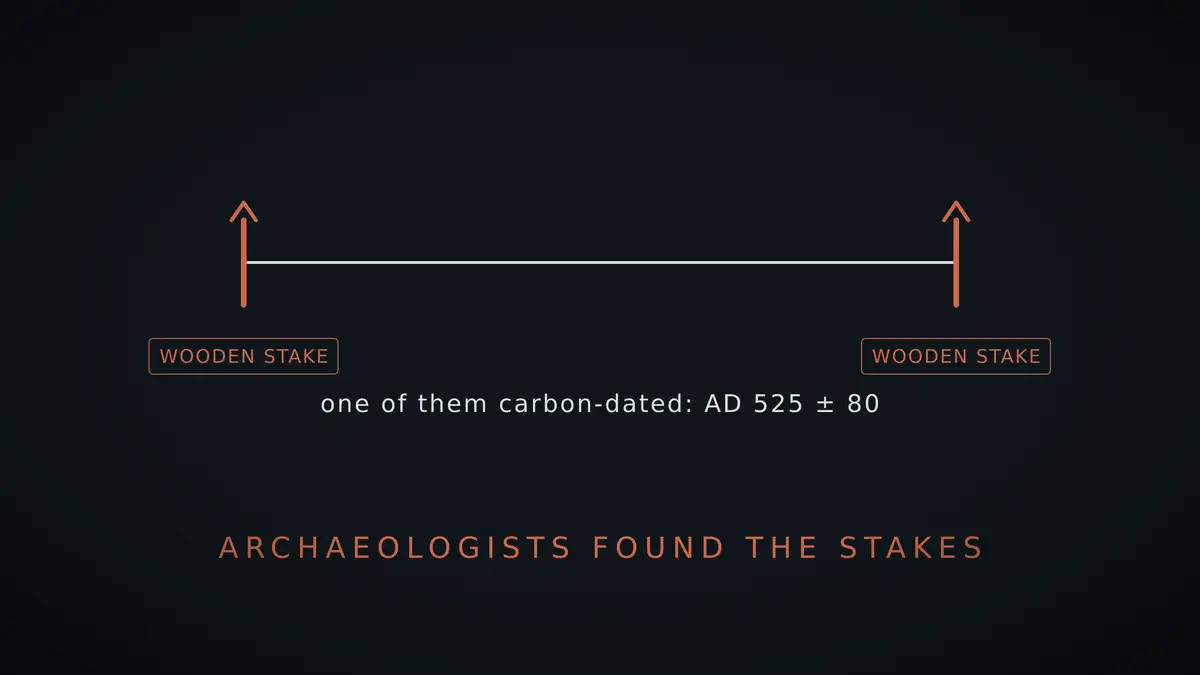 WOODEN STAKE
WOODEN STAKE
one of them carbon-dated: AD 525 ± 80
ARCHAEOLOGISTS FOUND THE STAKES